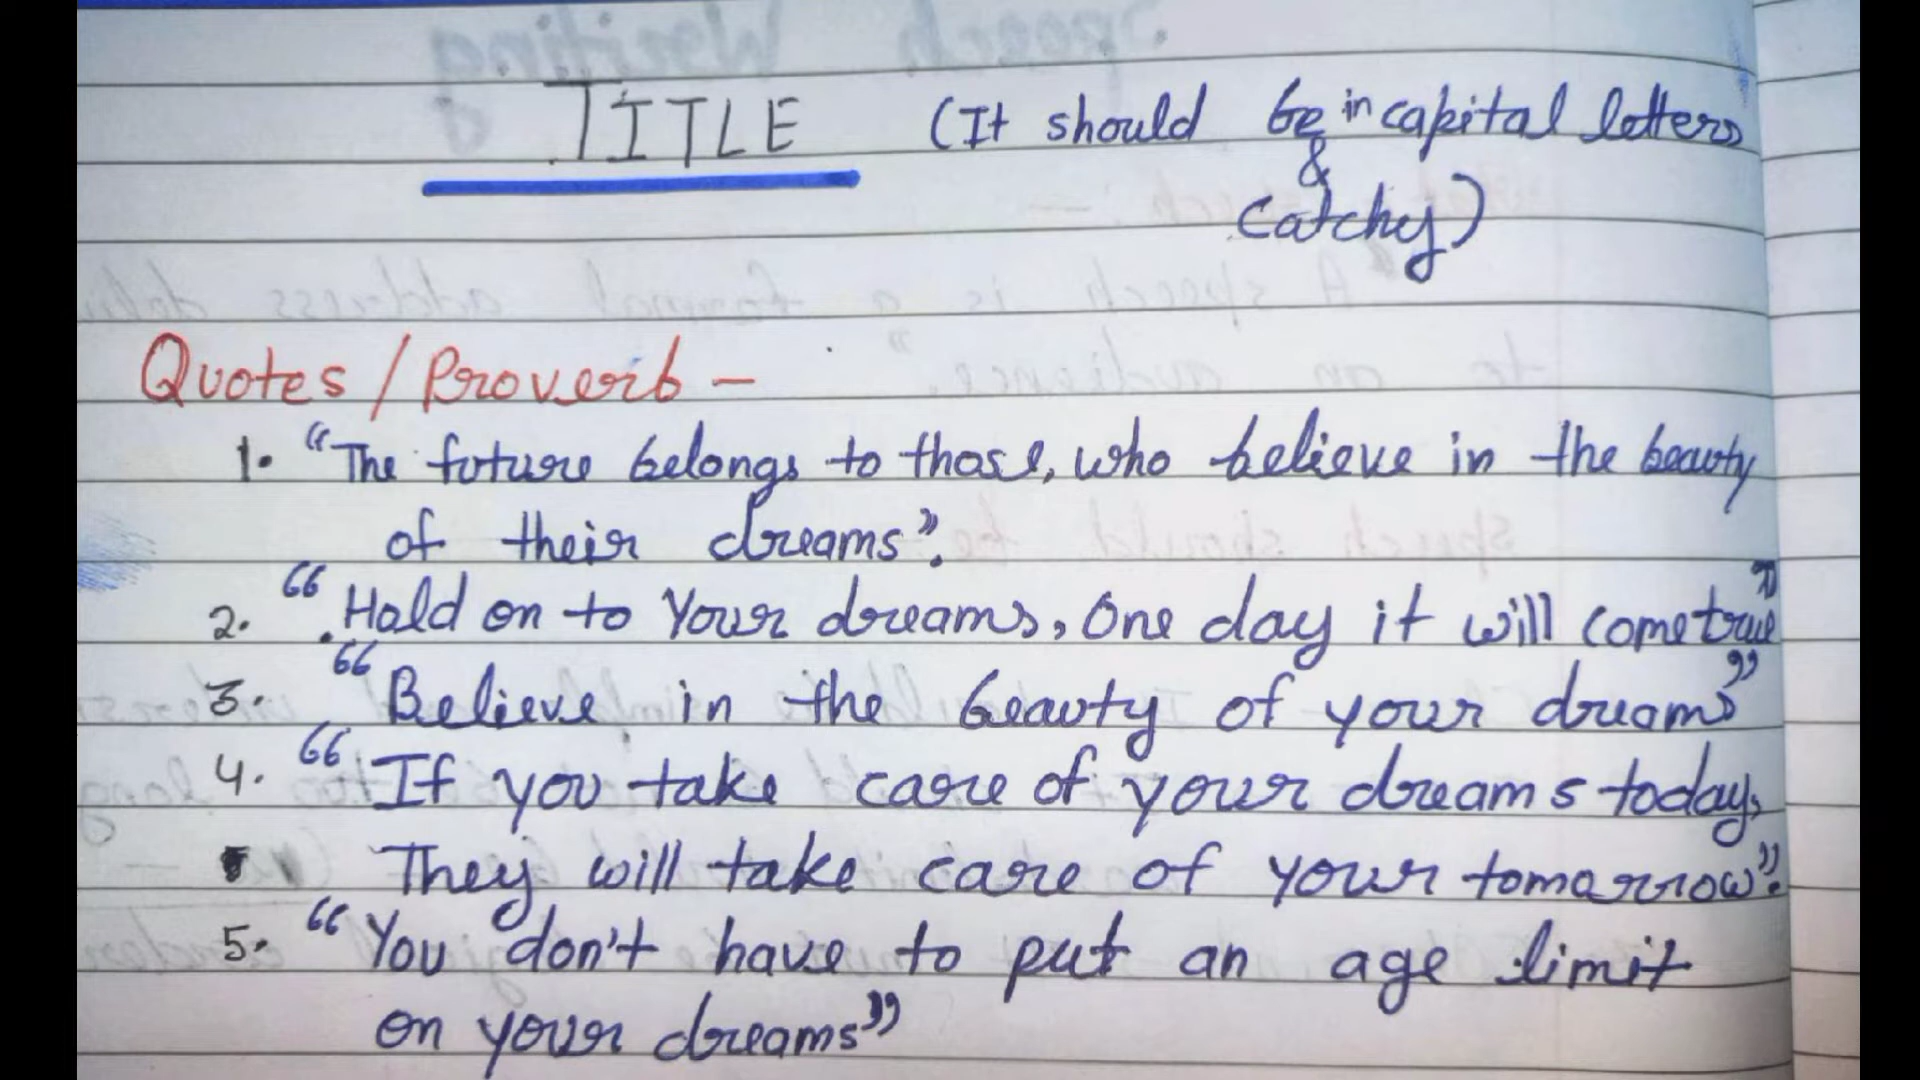 TITLE (It should be in capital letters
&
catchy)
Quotes / Proverb -
1. "The future belongs to those, who believe in the beauty
of their dreams".
2. "Hold on to Your dreams, One day it will come true"
3. "Believe in the beauty of your dreams"
4. "If you take care of your dreams today,
They will take care of your tomorrow".
5. "You don't have to put an age limit
on your dreams"